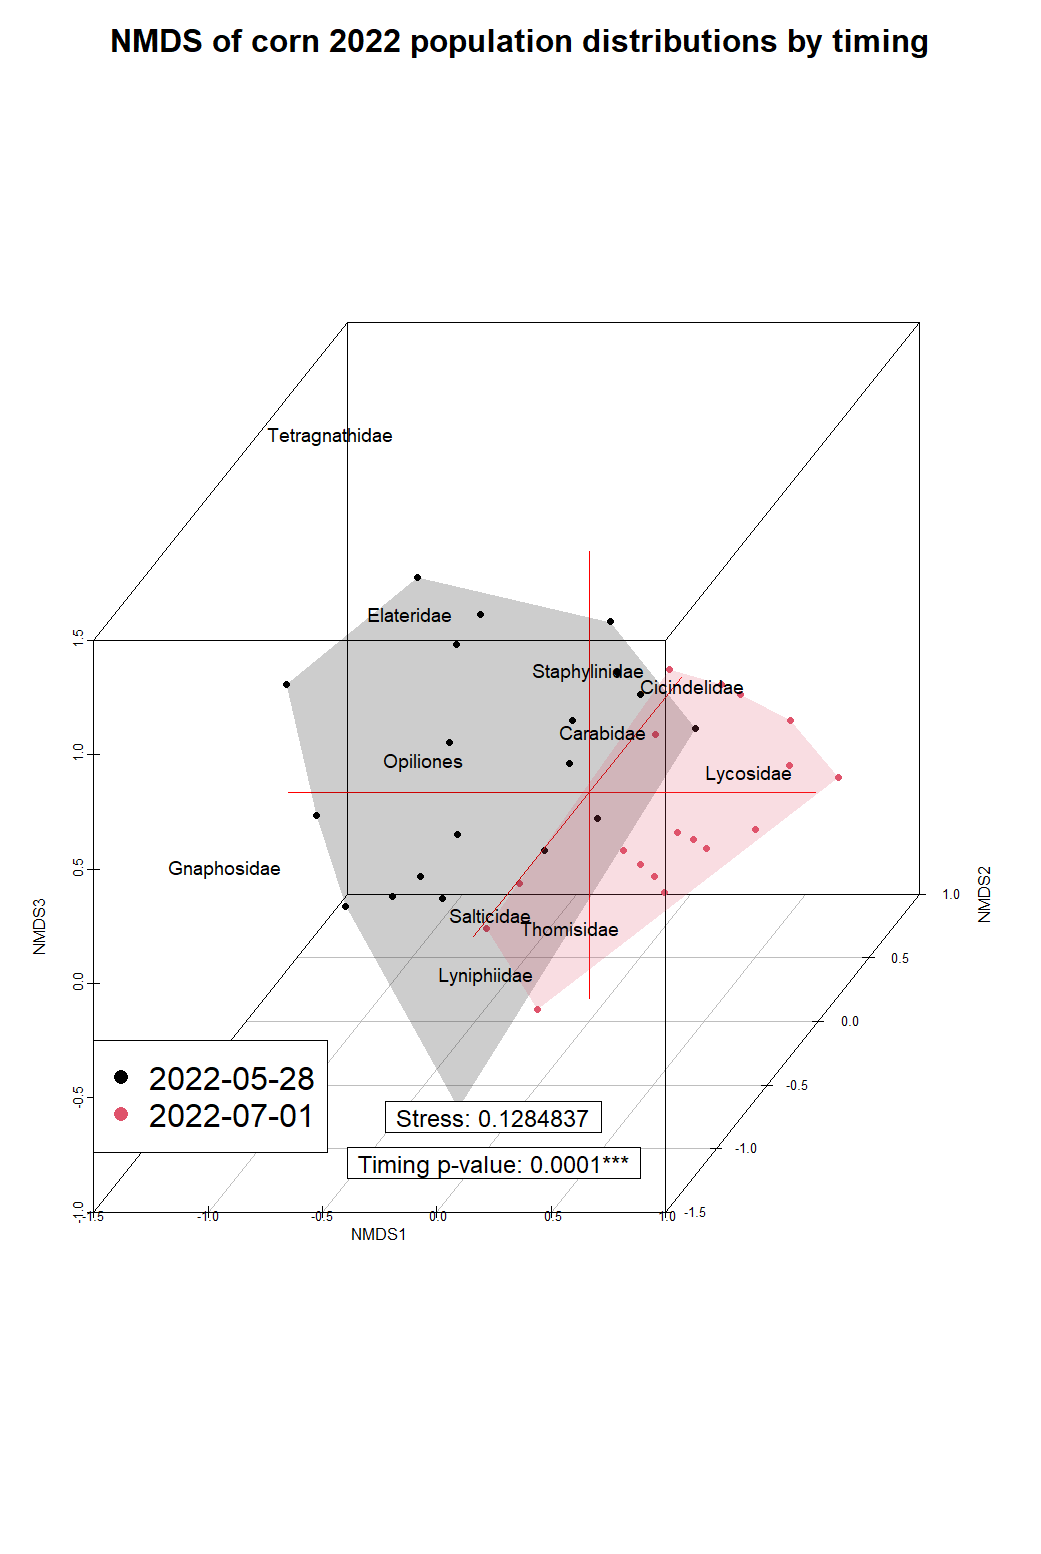 NMDS of corn 2022 population distributions by timing
Tetragnathidae
Elateridae
Staphylinidae
Cicindelidae
Carabidae
Opiliones
Lycosidae
Gnaphosidae
Salticidae
Thomisidae
Lyniphiidae
1.5
1.0
0.5
0.0
-0.5
-1.0
NMDS3
1.0
0.5
0.0
-0.5
-1.0
-1.5
NMDS2
2022-05-28
2022-07-01
Stress: 0.1284837
Timing p-value: 0.0001***
-1.5 -1.0 -0.5 0.0 0.5 1.0
NMDS1